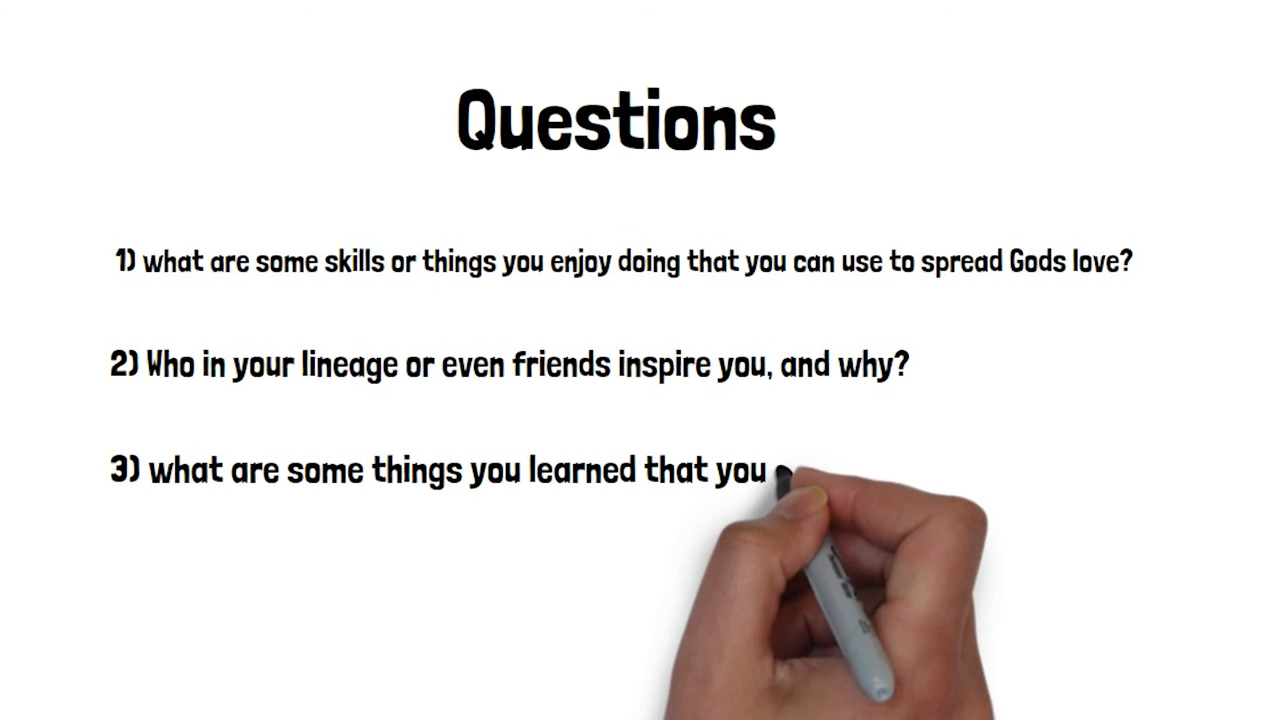 Questions
1) what are some skills or things you enjoy doing that you can use to spread Gods love?
2) Who in your lineage or even friends inspire you, and why?
3) what are some things you learned that you